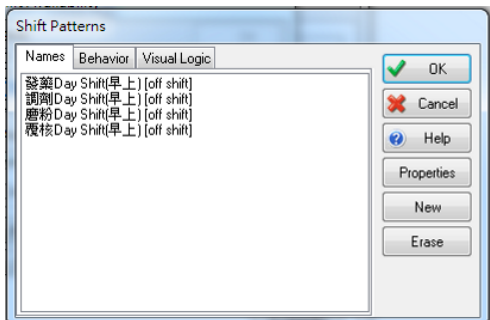 Shift Patterns
Names Behavior Visual Logic
發藥Day Shift(早上) [off shift]
調劑Day Shift(早上) [off shift]
磨粉Day Shift(早上) [off shift]
覆核Day Shift(早上) [off shift]
OK
Cancel
Help
Properties
New
Erase